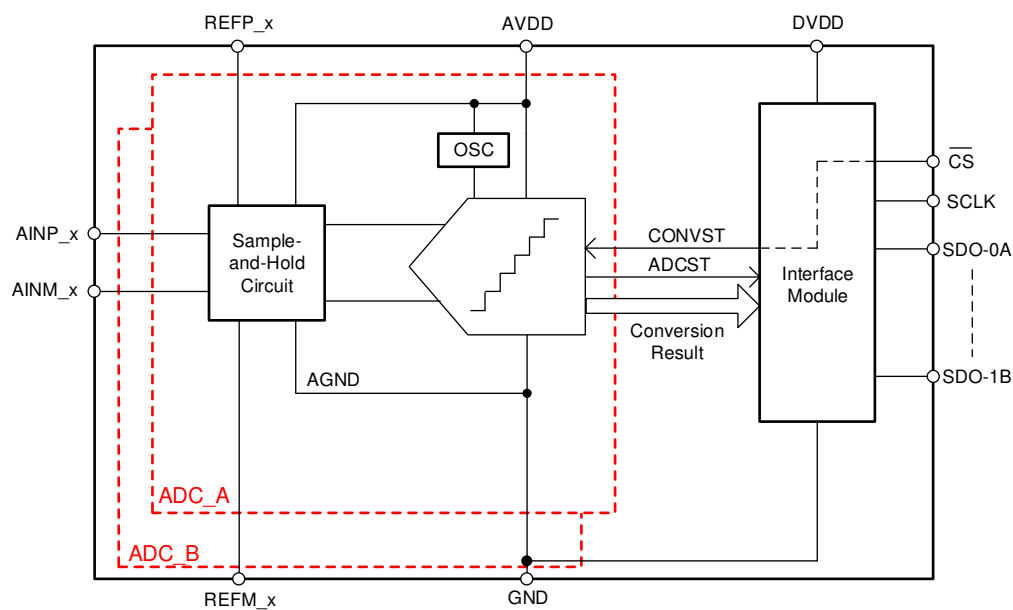 REFP_x
AVDD
DVDD
OSC
CS
SCLK
AINP_x
Sample-
and-Hold
Circuit
CONVST
SDO-0A
ADCST
Interface
Module
AINM_x
Conversion
Result
AGND
SDO-1B
ADC_A
ADC_B
REFM_x
GND